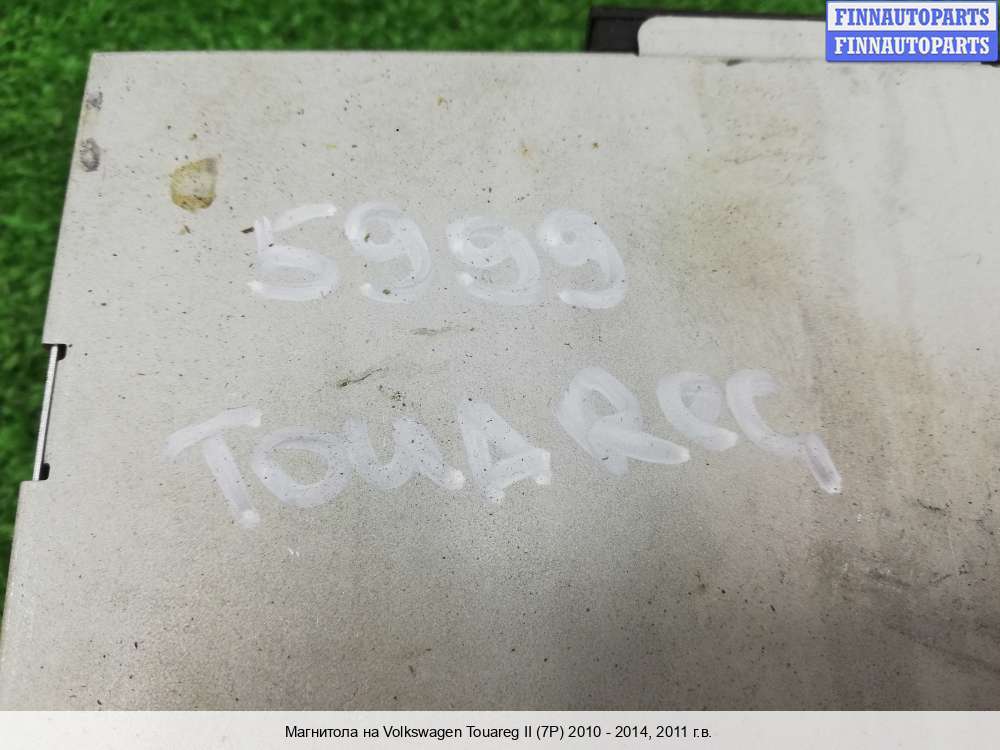 FINNAUTOPARTS
FINNAUTOPARTS
5999
TOUAREG
Магнитола на Volkswagen Touareg II (7P) 2010 - 2014, 2011 г.в.